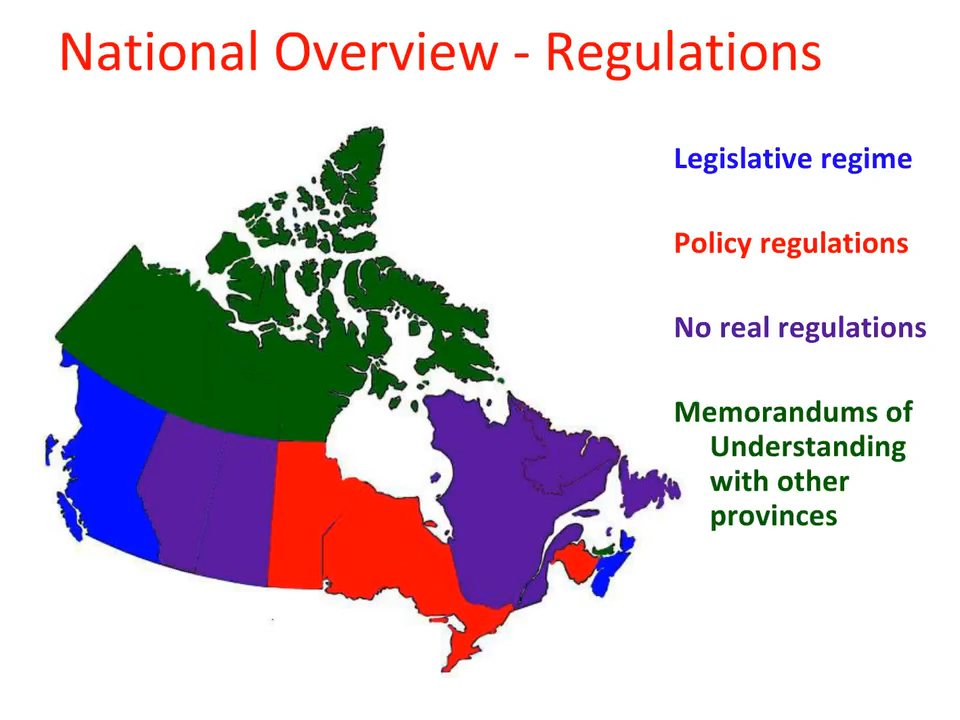 National Overview - Regulations
Legislative regime
Policy regulations
No real regulations
Memorandums of
Understanding
with other
provinces